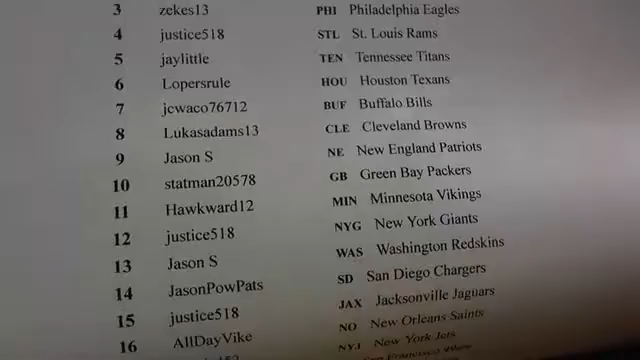 3 zekes13 PHI Philadelphia Eagles
4 justice518 STL St. Louis Rams
5 jaylittle TEN Tennessee Titans
6 Lopersrule HOU Houston Texans
7 jcwaco76712 BUF Buffalo Bills
8 Lukasadams13 CLE Cleveland Browns
9 Jason S NE New England Patriots
10 statman20578 GB Green Bay Packers
11 Hawkward12 MIN Minnesota Vikings
12 justice518 NYG New York Giants
13 Jason S WAS Washington Redskins
14 JasonPowPats SD San Diego Chargers
15 justice518 JAX Jacksonville Jaguars
16 AllDayVike NO New Orleans Saints
NYJ New York Jets
San Francisco